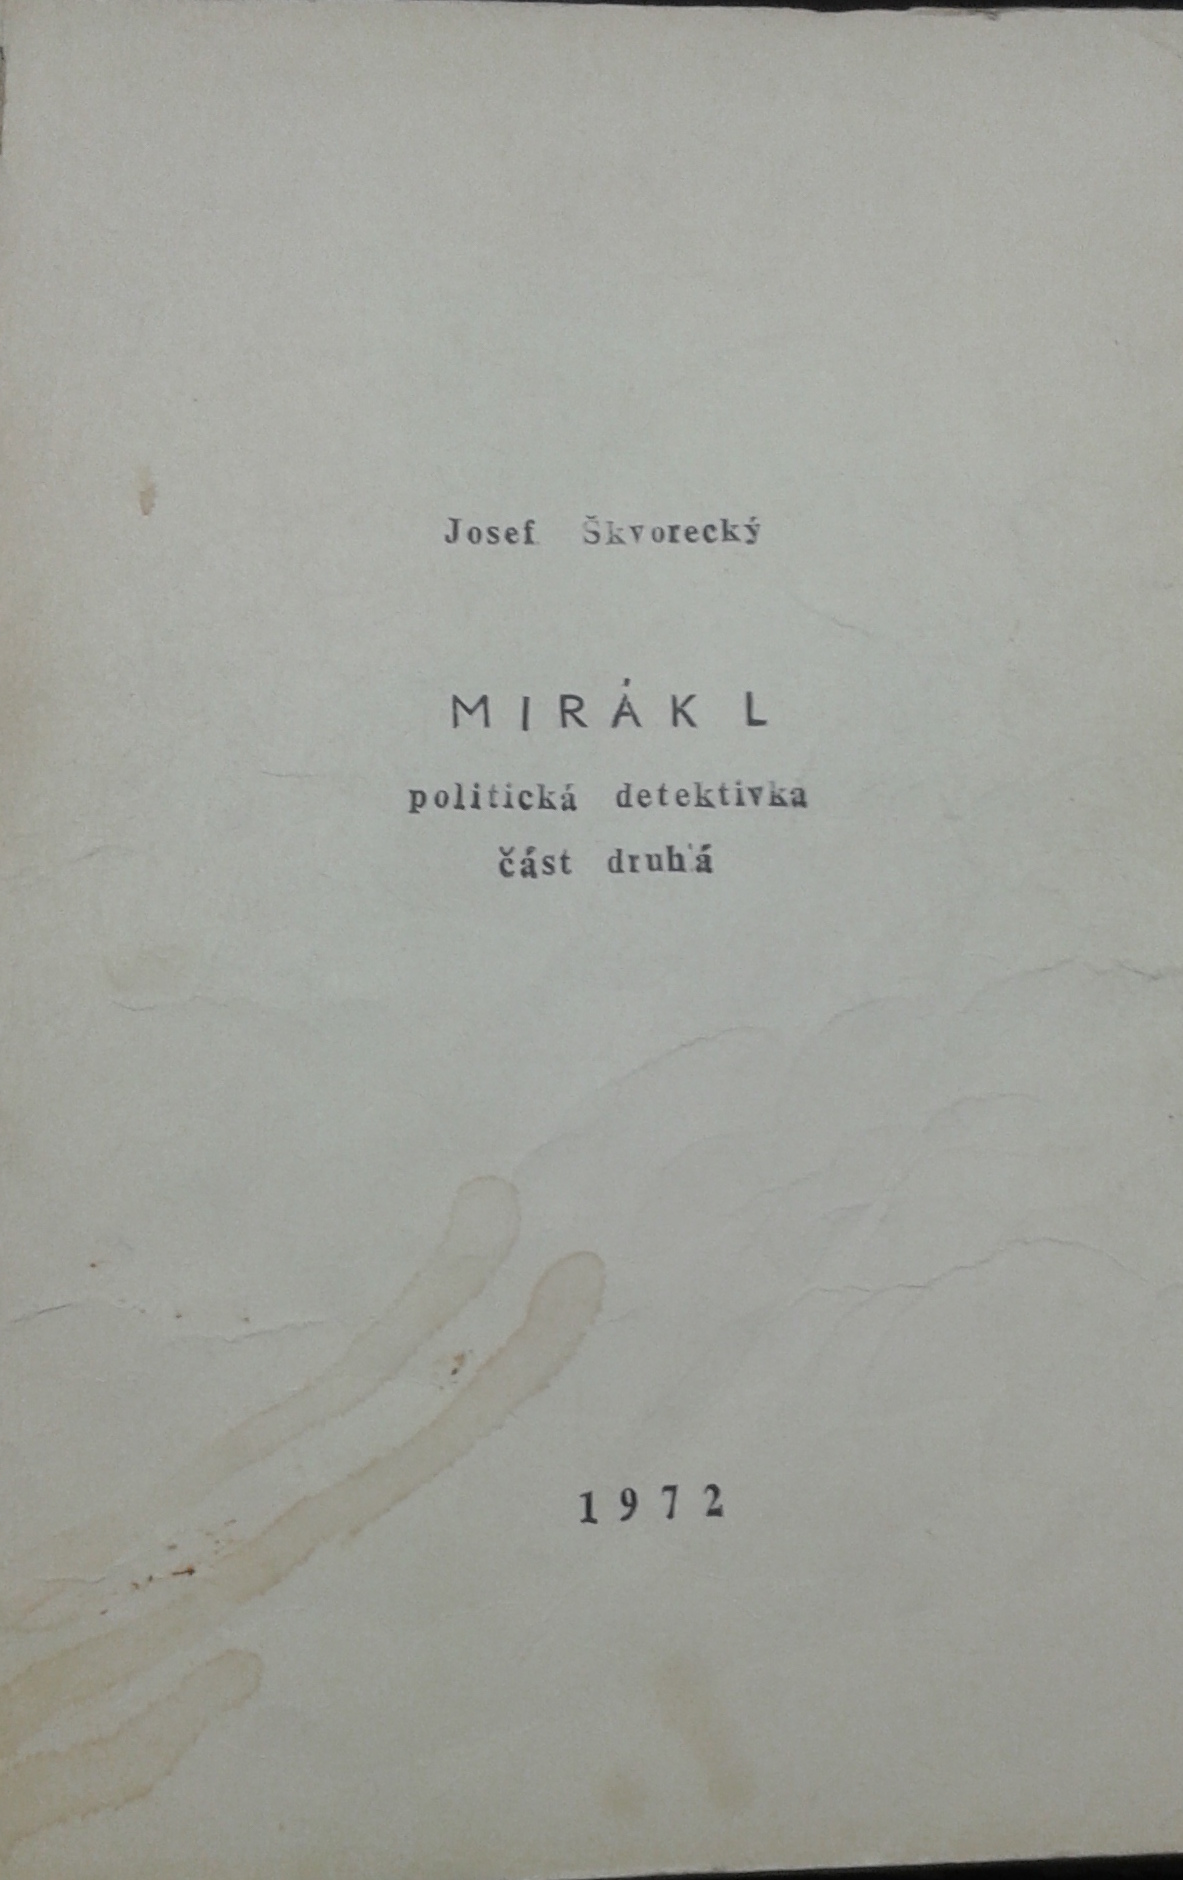 Josef Škvorecký
MIRÁKL
politická detektivka
část druhá
1972